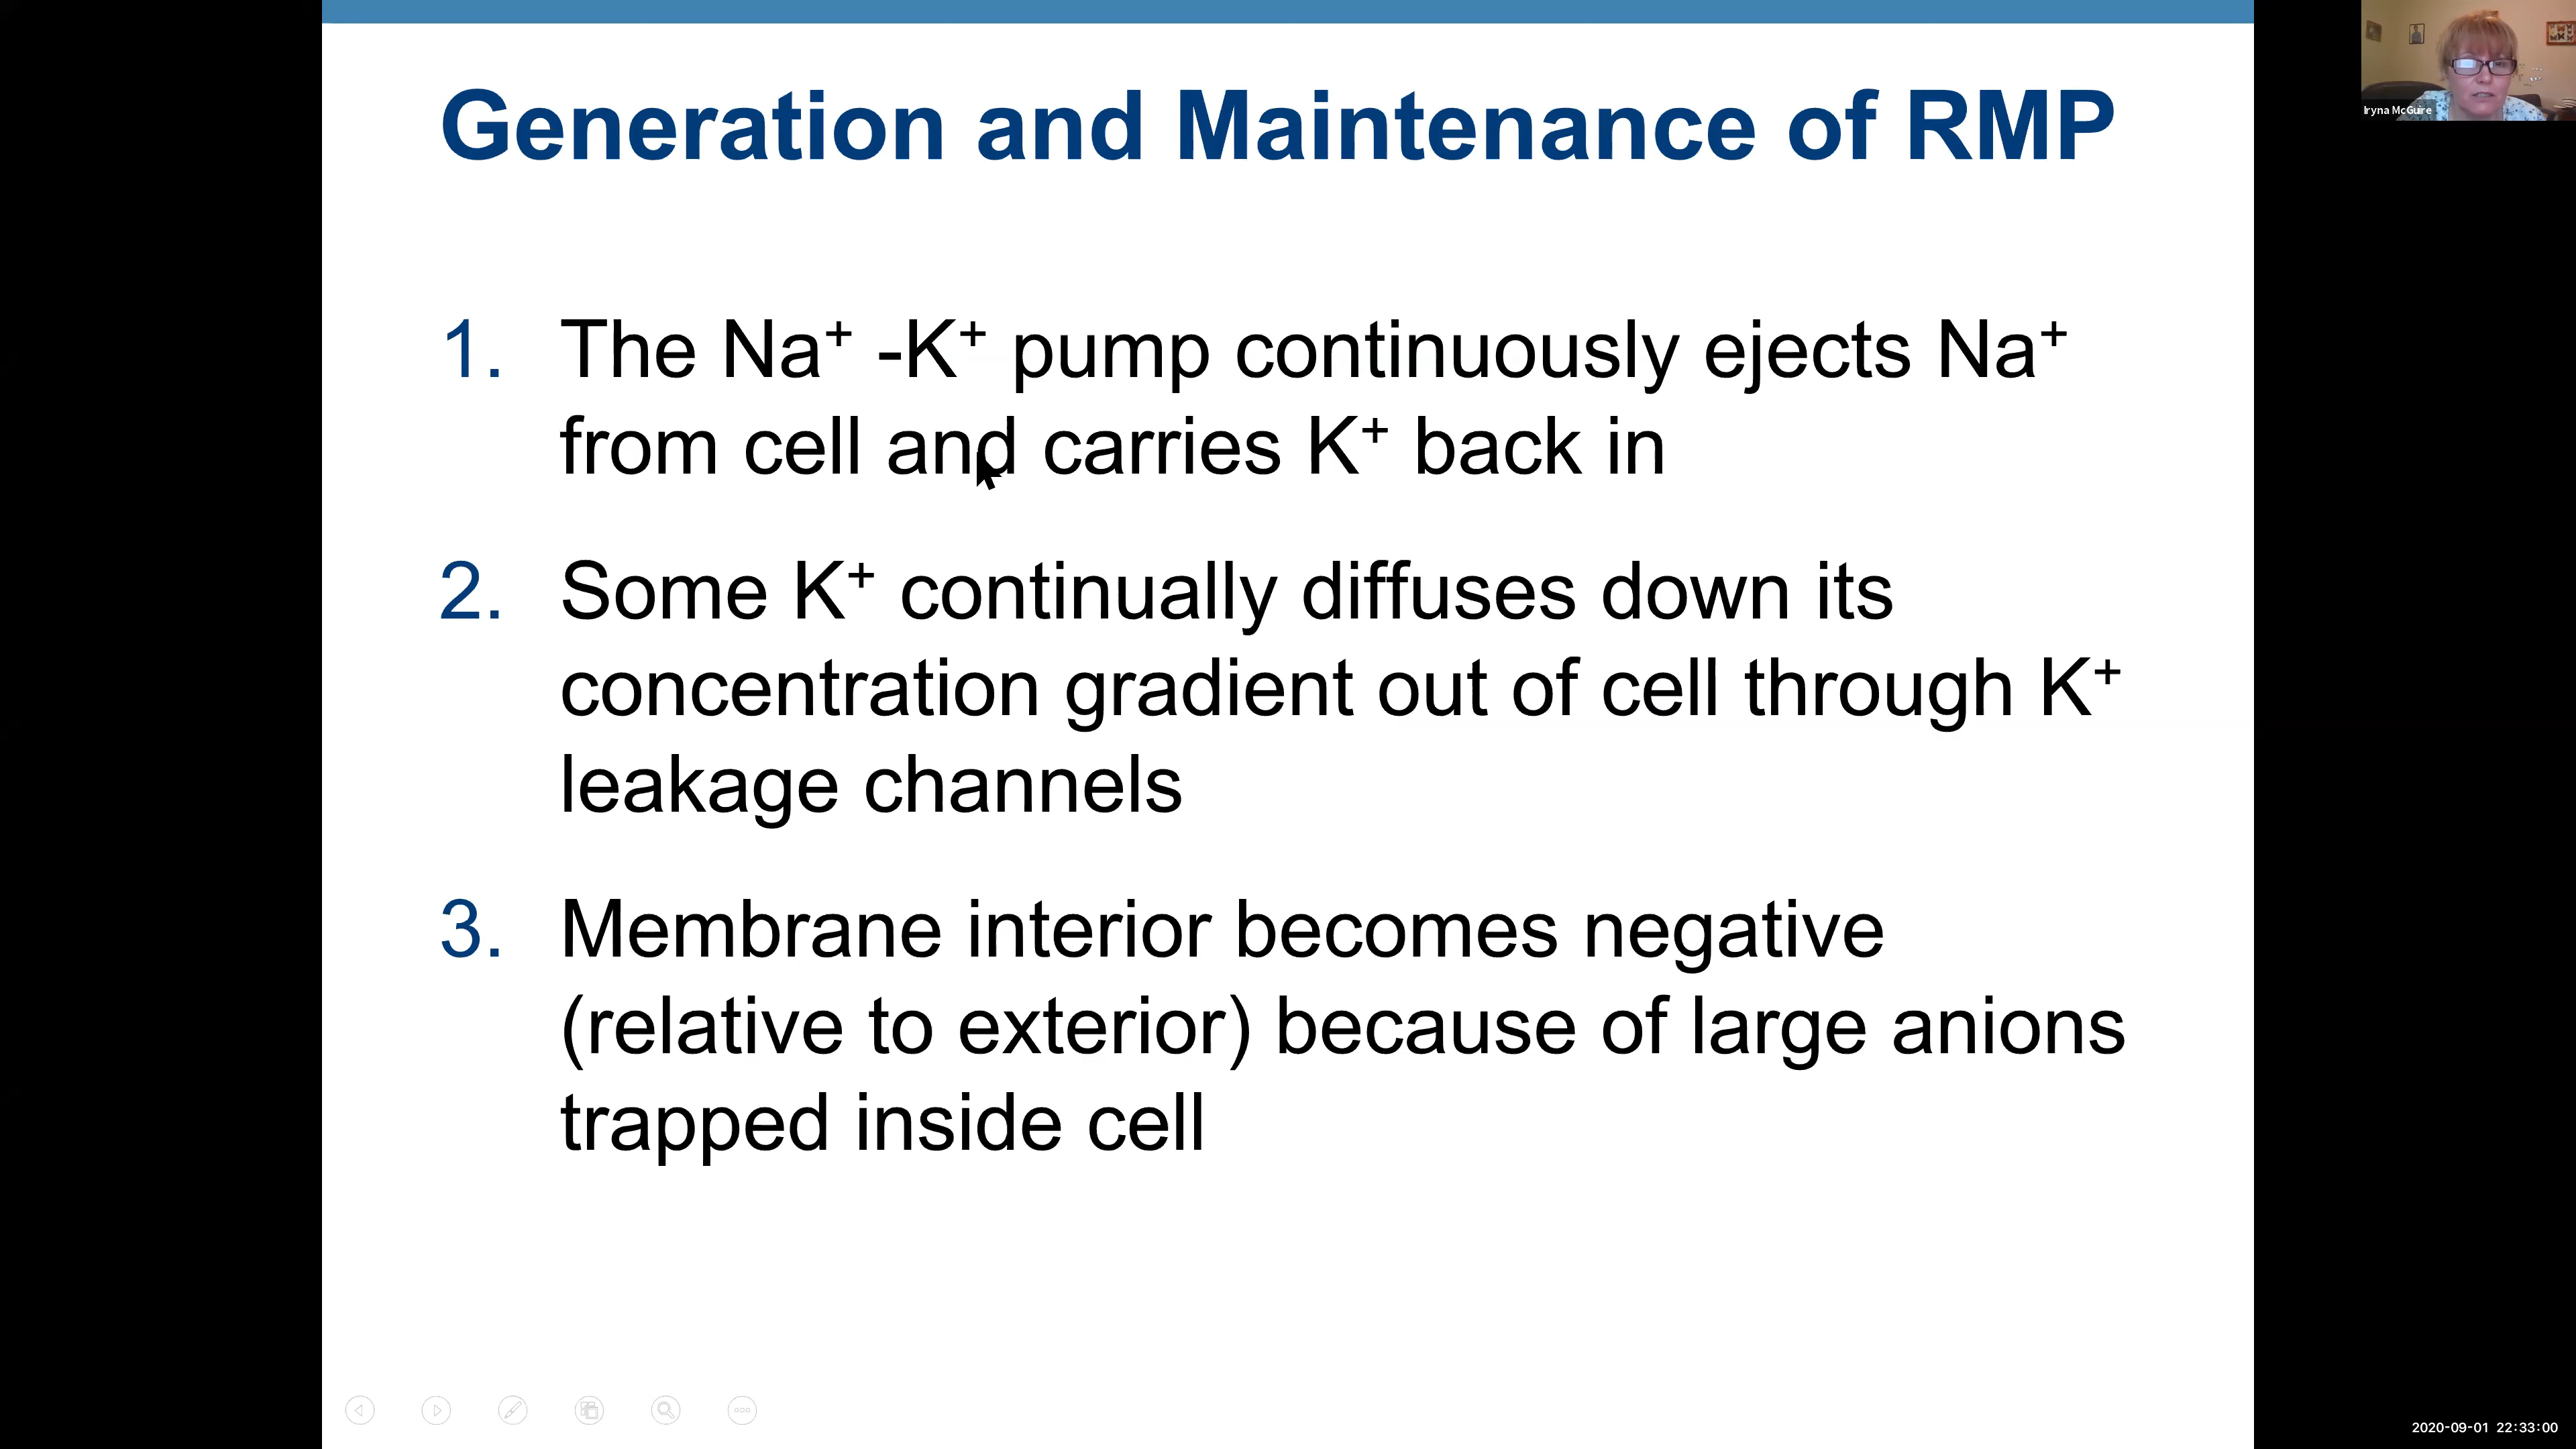 Generation and Maintenance of RMP
Iryna McGuire
1. The Na⁺ -K⁺ pump continuously ejects Na⁺
from cell and carries K⁺ back in
2. Some K⁺ continually diffuses down its
concentration gradient out of cell through K⁺
leakage channels
3. Membrane interior becomes negative
(relative to exterior) because of large anions
trapped inside cell
2020-09-01 22:33:00